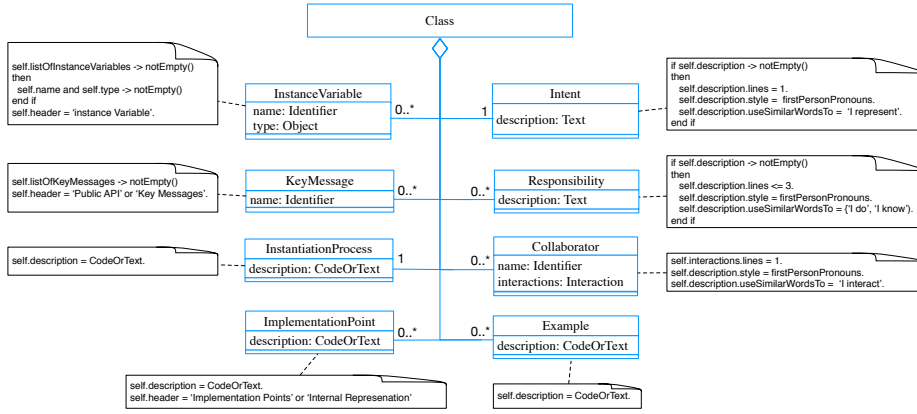 Class
self.listOfInstanceVariables -> notEmpty()
then
self.name and self.type -> notEmpty()
end if
self.header = 'instance Variable'.
InstanceVariable
name: Identifier
type: Object
0..*
1
Intent
description: Text
if self.description -> notEmpty()
then
self.description.lines = 1.
self.description.style = firstPersonPronouns.
self.description.useSimilarWordsTo = 'I represent'.
end if
self.listOfKeyMessages -> notEmpty()
self.header = 'Public API' or 'Key Messages'.
KeyMessage
name: Identifier
0..*
0..*
Responsibility
description: Text
if self.description -> notEmpty()
then
self.description.lines <= 3.
self.description.style = firstPersonPronouns.
self.description.useSimilarWordsTo = {'I do', 'I know').
end if
self.description = CodeOrText.
InstantiationProcess
description: CodeOrText
1
0..*
Collaborator
name: Identifier
interactions: Interaction
self.interactions.lines = 1.
self.description.style = firstPersonPronouns.
self.description.useSimilarWordsTo = 'I interact'.
ImplementationPoint
description: CodeOrText
0..*
0..*
Example
description: CodeOrText
self.description = CodeOrText.
self.header = 'Implementation Points' or 'Internal Represenation'
self.description = CodeOrText.